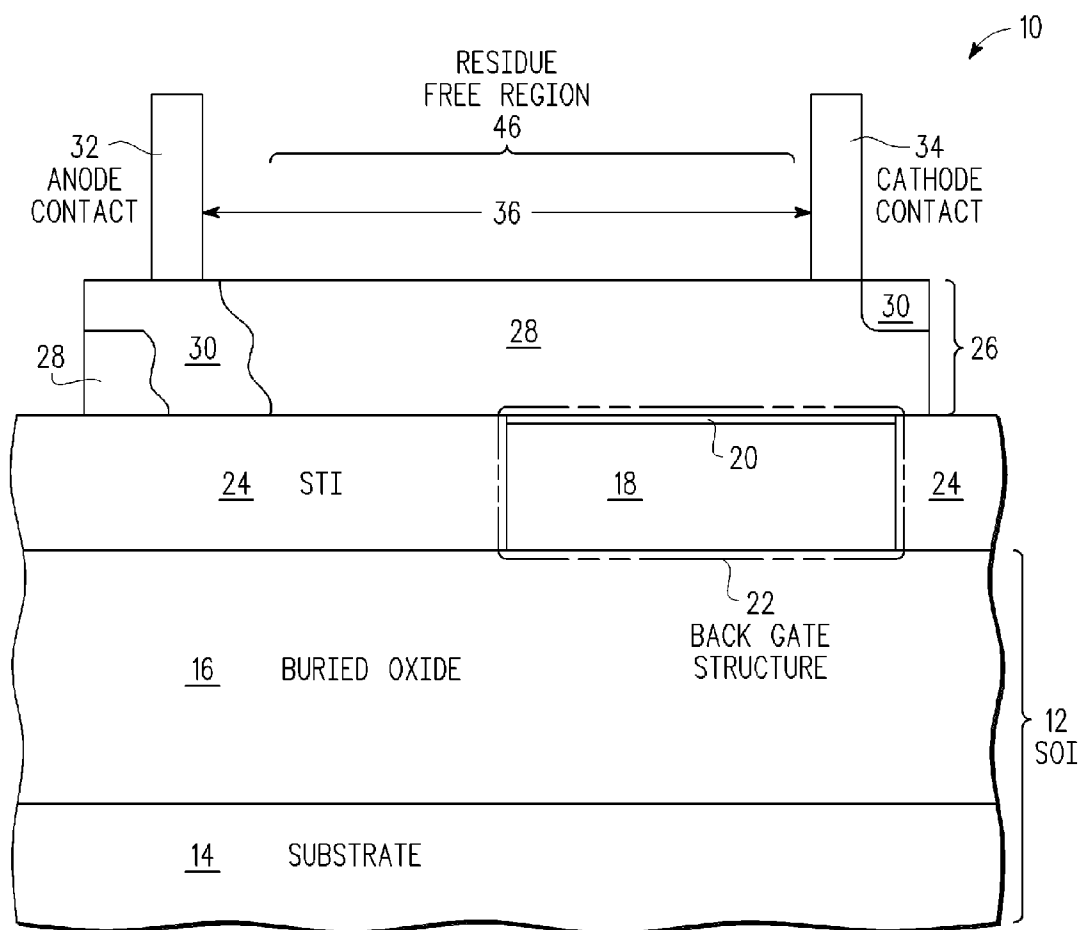 10
RESIDUE
FREE REGION
46
32
ANODE
CONTACT
34
CATHODE
CONTACT
36
30
28
28
30
26
20
24 STI
18
24
22
BACK GATE
STRUCTURE
16 BURIED OXIDE
12
SOI
14 SUBSTRATE